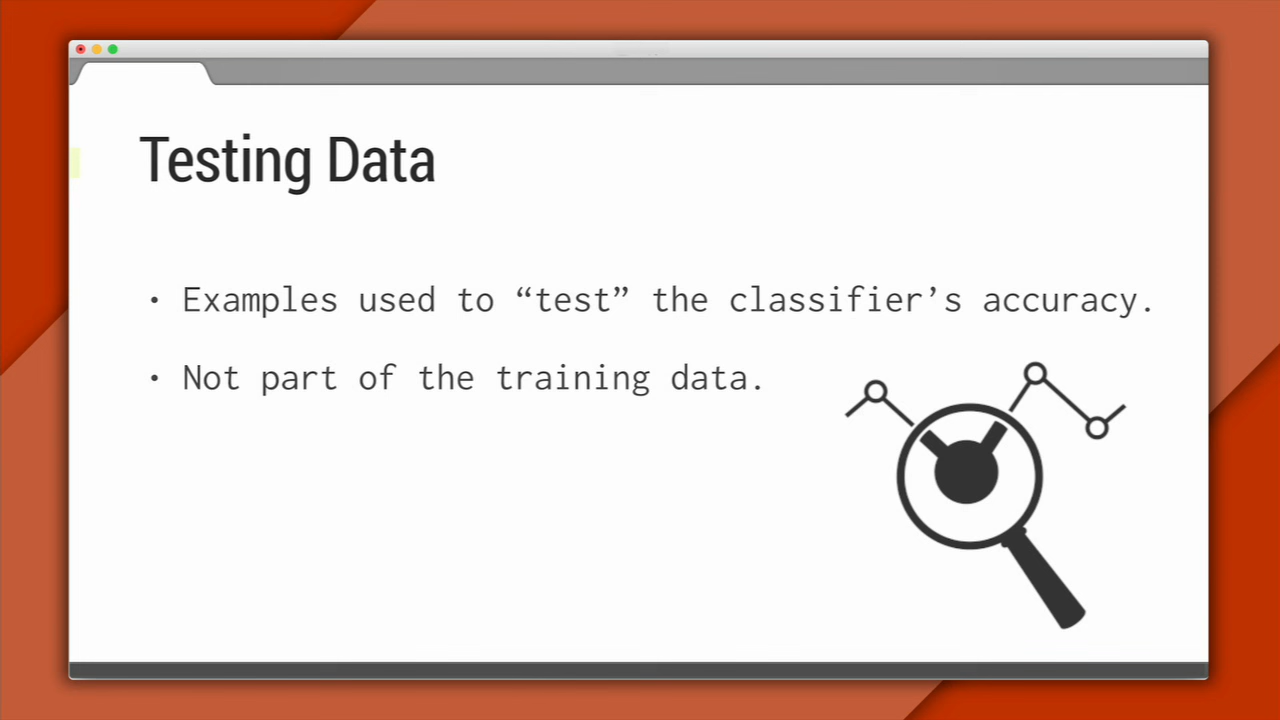 Testing Data
• Examples used to “test” the classifier’s accuracy.
• Not part of the training data.